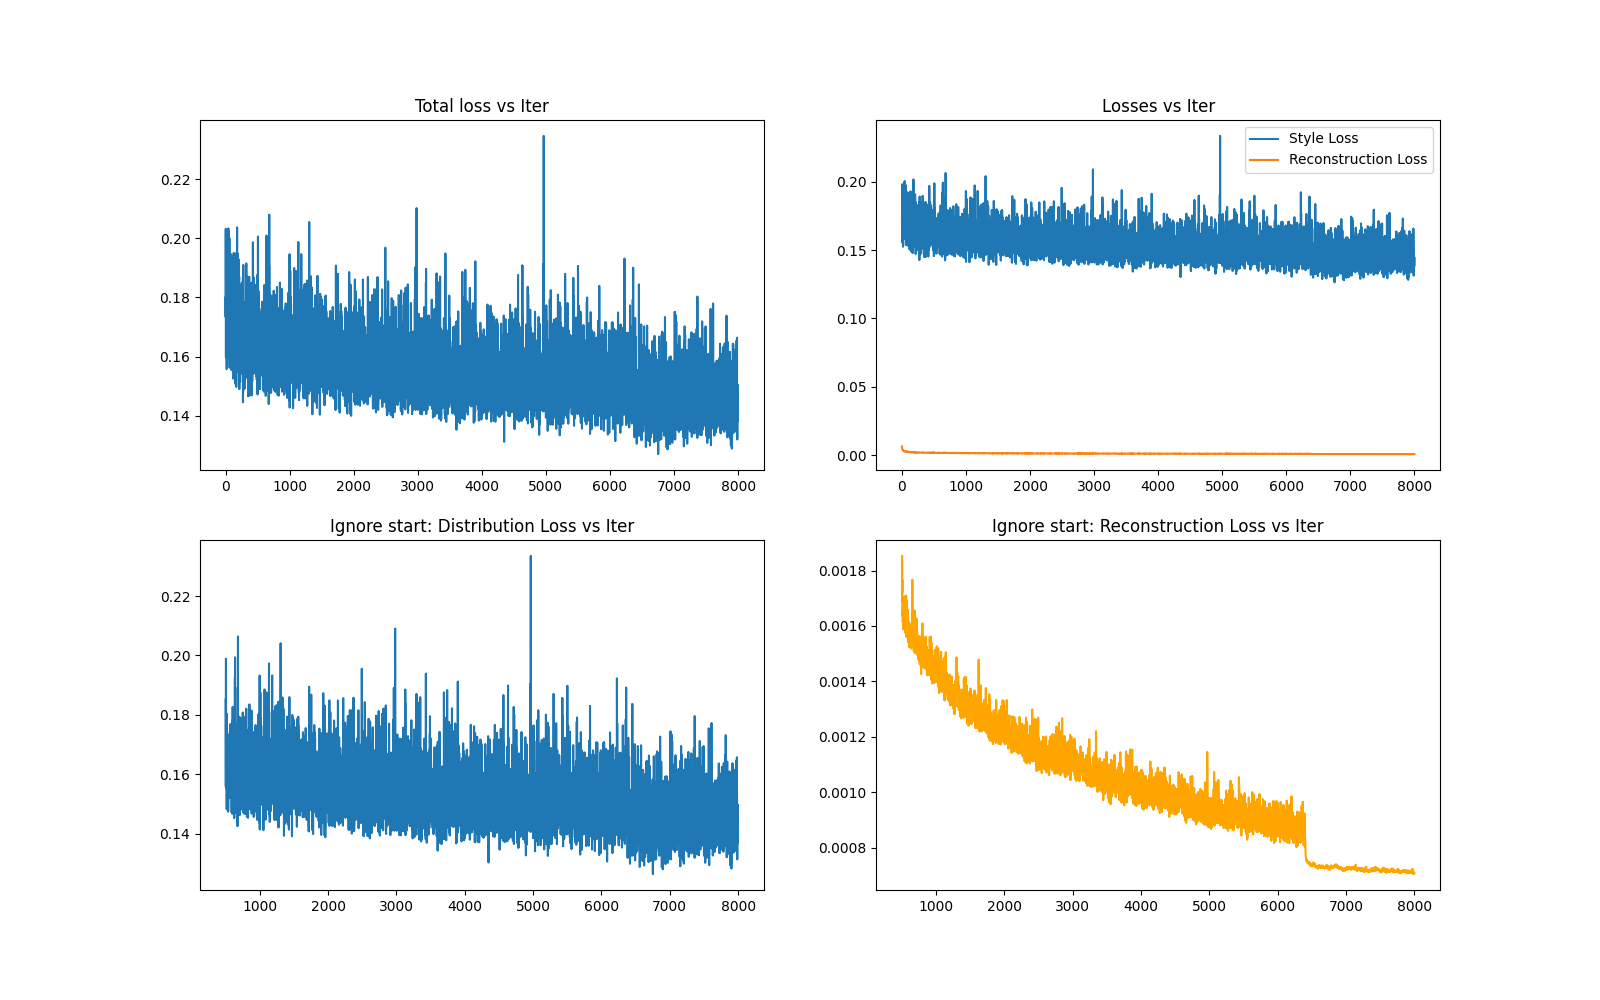 Total loss vs Iter
0.22
0.20
0.18
0.16
0.14
0 1000 2000 3000 4000 5000 6000 7000 8000
Losses vs Iter
Style Loss
Reconstruction Loss
0.20
0.15
0.10
0.05
0.00
0 1000 2000 3000 4000 5000 6000 7000 8000
Ignore start: Distribution Loss vs Iter
0.22
0.20
0.18
0.16
0.14
1000 2000 3000 4000 5000 6000 7000 8000
Ignore start: Reconstruction Loss vs Iter
0.0018
0.0016
0.0014
0.0012
0.0010
0.0008
1000 2000 3000 4000 5000 6000 7000 8000